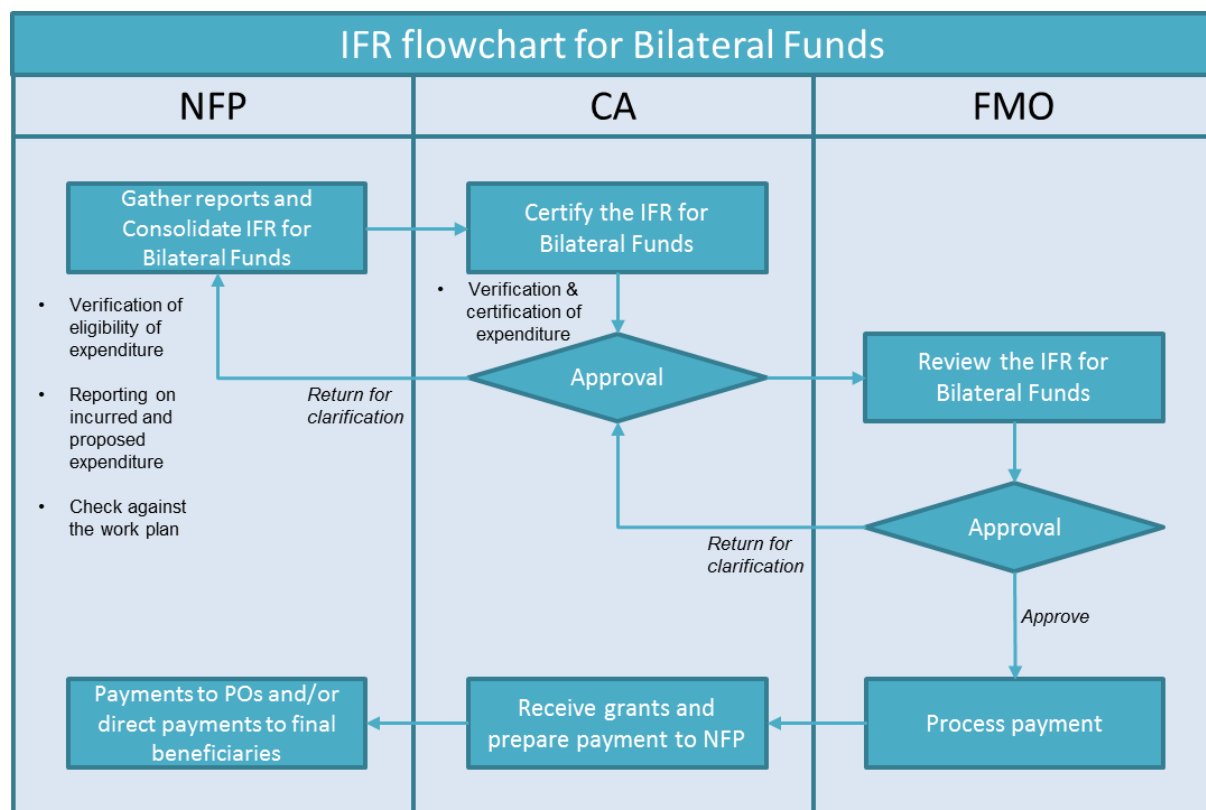 IFR flowchart for Bilateral Funds
NFP
CA
FMO
Gather reports and
Consolidate IFR for
Bilateral Funds
• Verification of
eligibility of
expenditure
• Reporting on
incurred and
proposed
expenditure
• Check against
the work plan
Return for
clarification
Certify the IFR for
Bilateral Funds
• Verification &
certification of
expenditure
Approval
Review the IFR for
Bilateral Funds
Approval
Return for
clarification
Approve
Payments to POs and/or
direct payments to final
beneficiaries
Receive grants and
prepare payment to NFP
Process payment